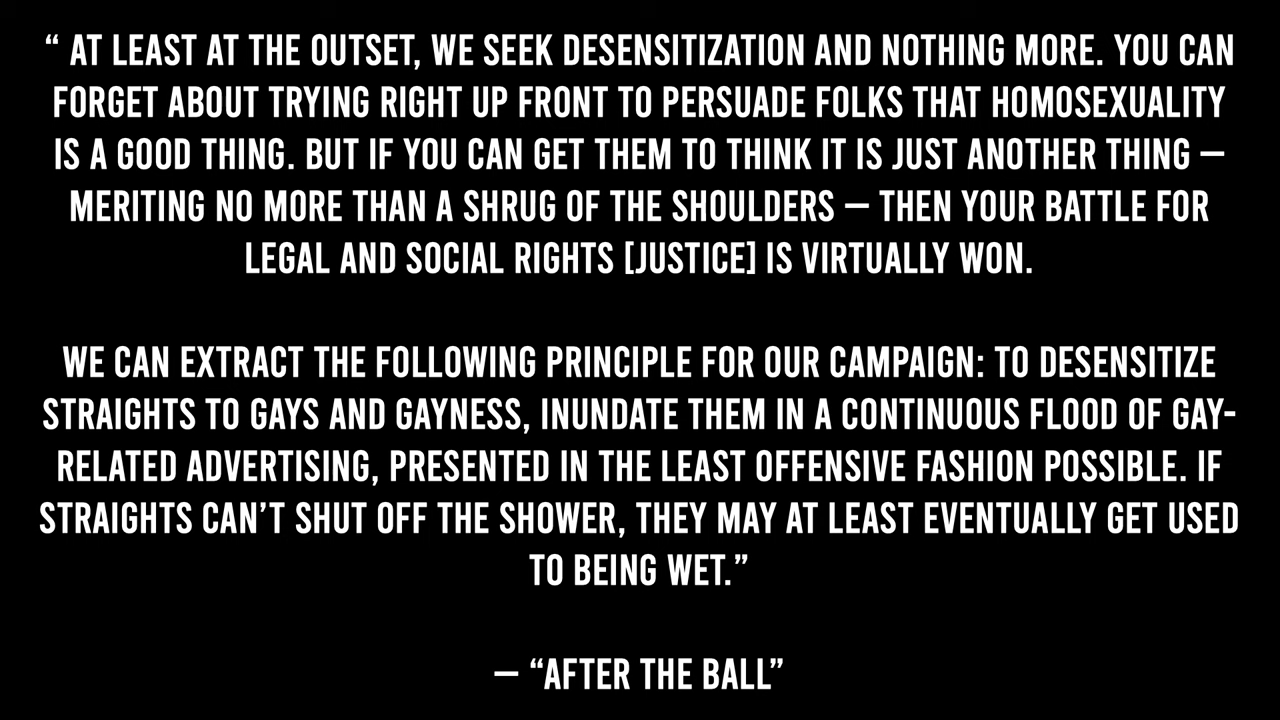 “ AT LEAST AT THE OUTSET, WE SEEK DESENSITIZATION AND NOTHING MORE. YOU CAN
FORGET ABOUT TRYING RIGHT UP FRONT TO PERSUADE FOLKS THAT HOMOSEXUALITY
IS A GOOD THING. BUT IF YOU CAN GET THEM TO THINK IT IS JUST ANOTHER THING –
MERITING NO MORE THAN A SHRUG OF THE SHOULDERS – THEN YOUR BATTLE FOR
LEGAL AND SOCIAL RIGHTS [JUSTICE] IS VIRTUALLY WON.
WE CAN EXTRACT THE FOLLOWING PRINCIPLE FOR OUR CAMPAIGN: TO DESENSITIZE
STRAIGHTS TO GAYS AND GAYNESS, INUNDATE THEM IN A CONTINUOUS FLOOD OF GAY-
RELATED ADVERTISING, PRESENTED IN THE LEAST OFFENSIVE FASHION POSSIBLE. IF
STRAIGHTS CAN’T SHUT OFF THE SHOWER, THEY MAY AT LEAST EVENTUALLY GET USED
TO BEING WET.”
– “AFTER THE BALL”